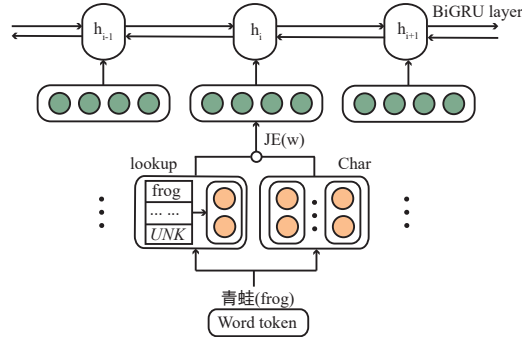 BiGRU layer
h_{i-1}
h_i
h_{i+1}
JE(w)
lookup
Char
frog
... ...
UNK
青蛙(frog)
Word token